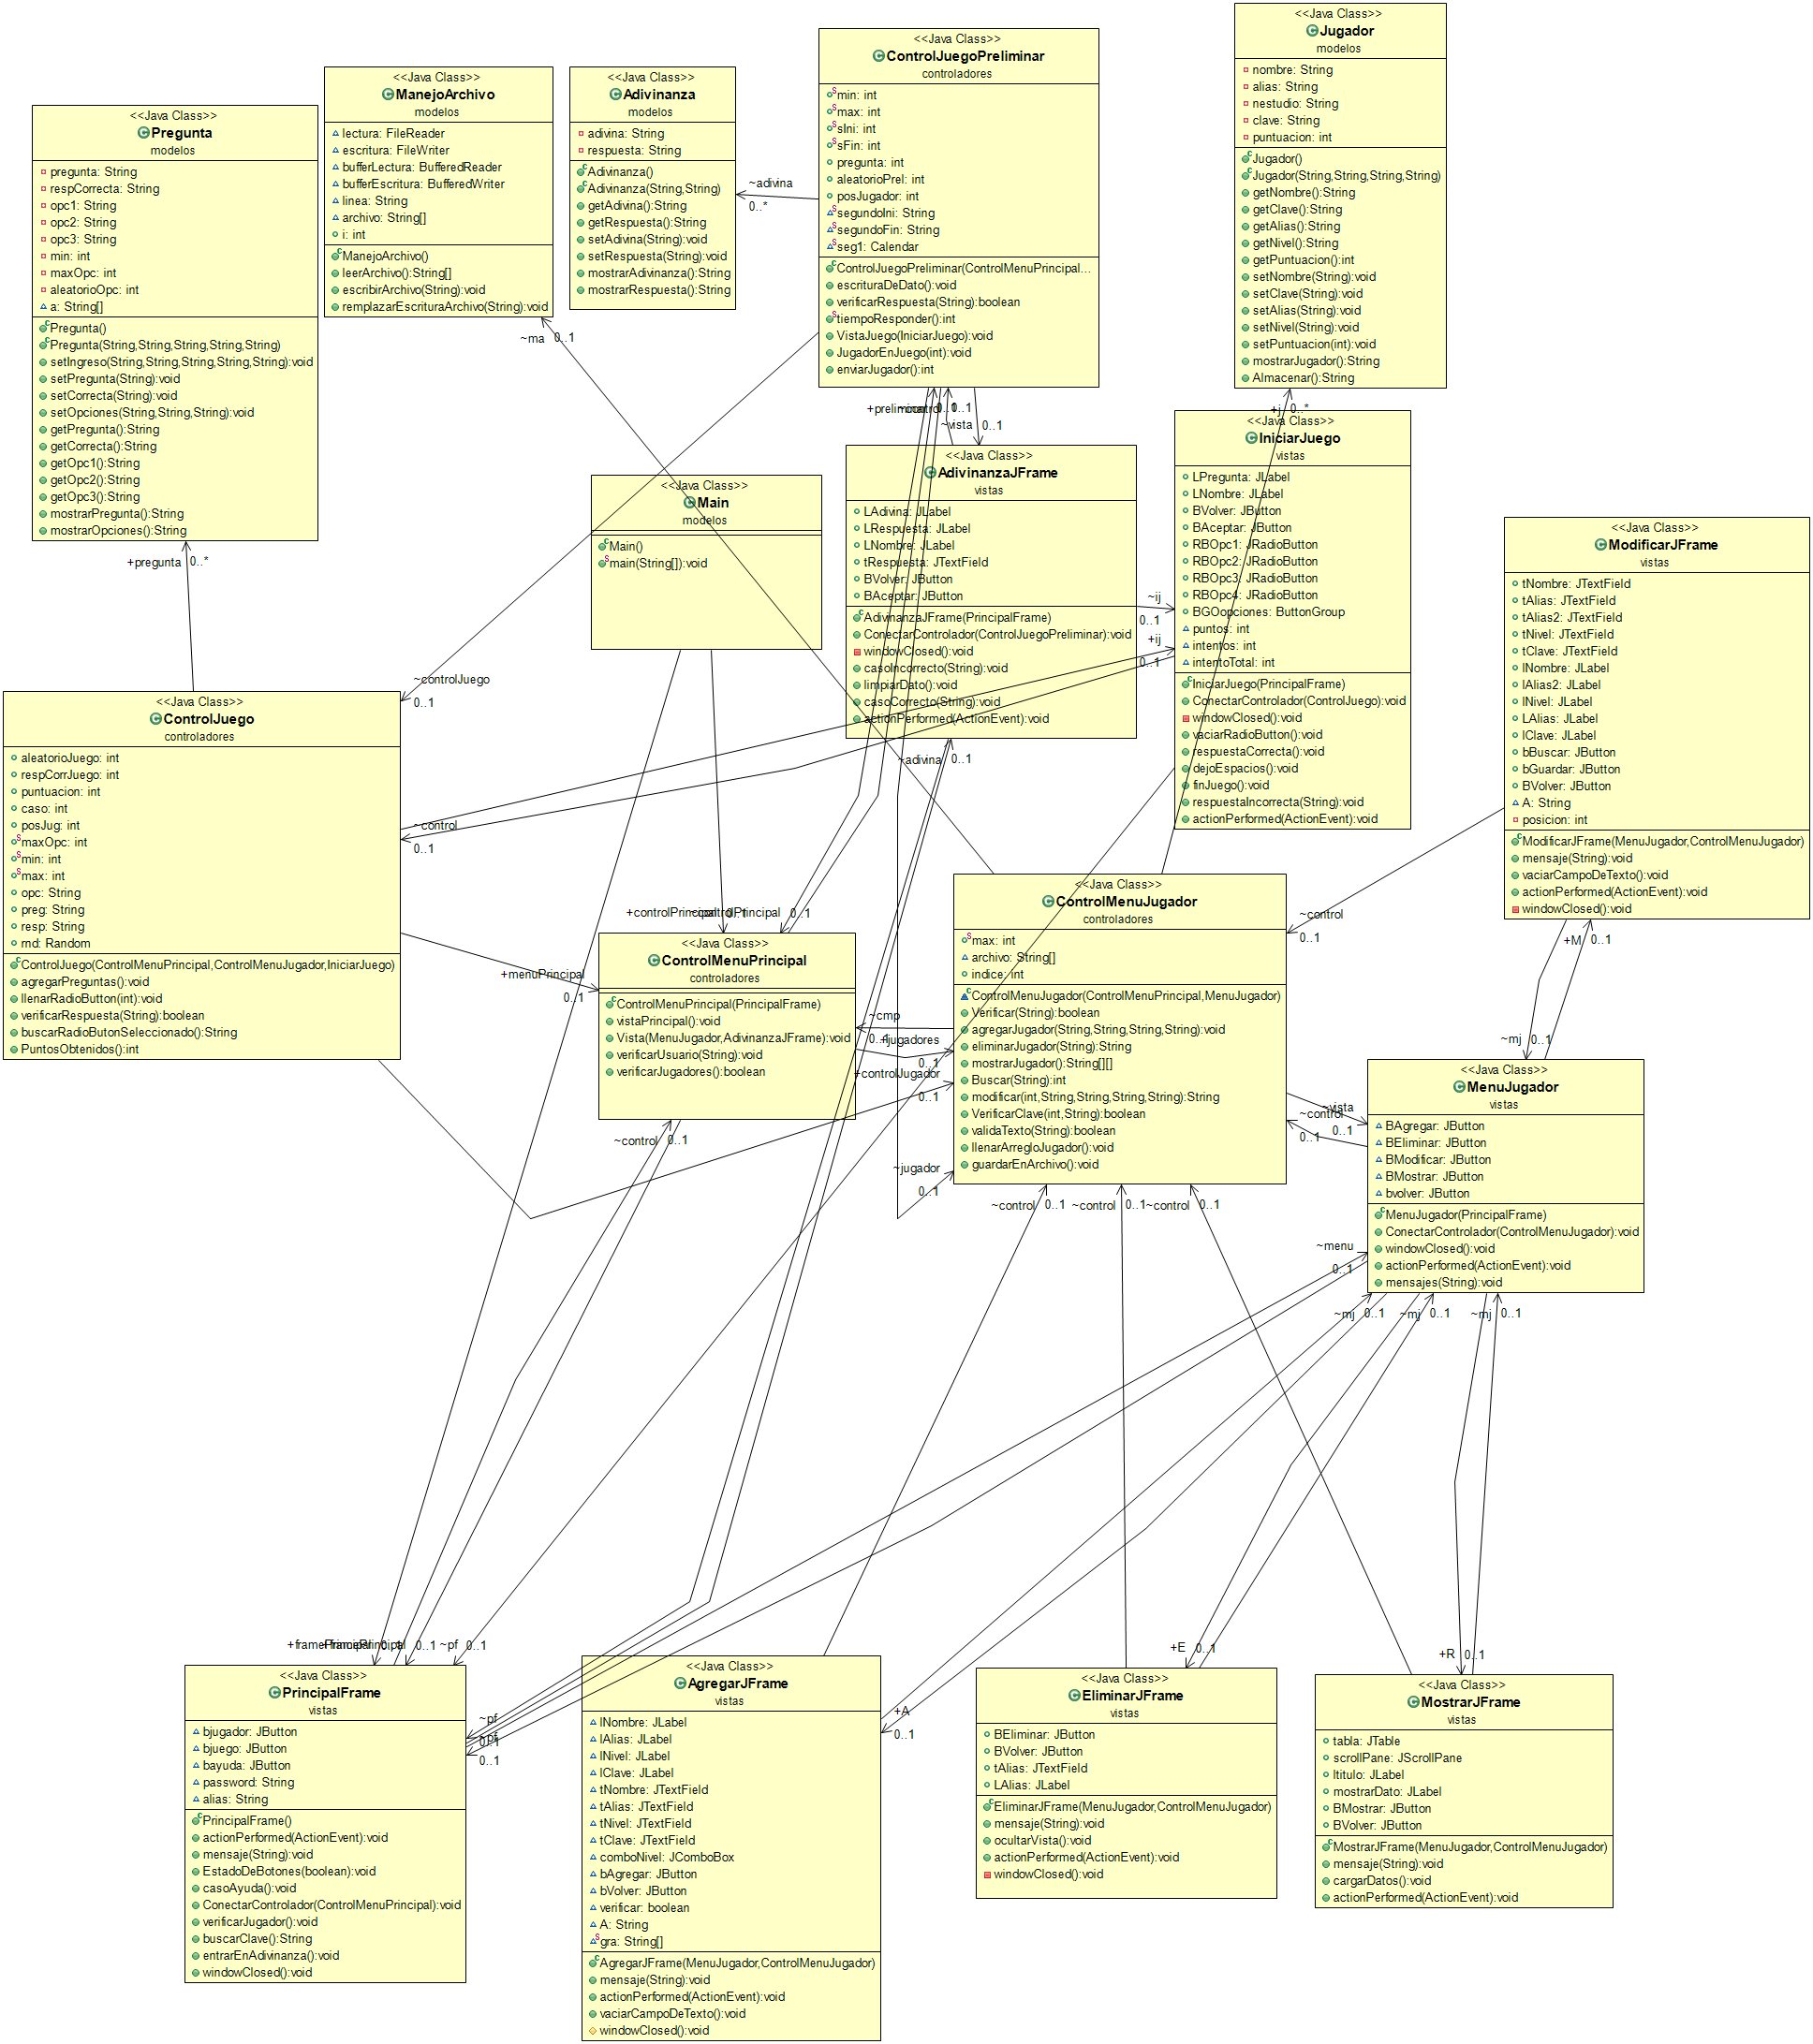 <<Java Class>>
Jugador
modelos
nombre: String
alias: String
nestudio: String
clave: String
puntuacion: int
Jugador()
Jugador(String,String,String,String)
getNombre():String
getClave():String
getAlias():String
getNivel():String
getPuntuacion():int
setNombre(String):void
setClave(String):void
setAlias(String):void
setNivel(String):void
setPuntuacion(int):void
mostrarJugador():String
Almacenar():String
<<Java Class>>
ControlJuegoPreliminar
controladores
min: int
max: int
sIni: int
sFin: int
pregunta: int
aleatorioPrel: int
posJugador: int
segundoIni: String
segundoFin: String
seg1: Calendar
ControlJuegoPreliminar(ControlMenuPrincipal...
escrituraDeDato():void
verificarRespuesta(String):boolean
tiempoResponder():int
VistaJuego(IniciarJuego):void
JugadorEnJuego(int):void
enviarJugador():int
<<Java Class>>
ManejoArchivo
modelos
lectura: FileReader
escritura: FileWriter
bufferLectura: BufferedReader
bufferEscritura: BufferedWriter
linea: String
archivo: String[]
i: int
ManejoArchivo()
leerArchivo():String[]
escribirArchivo(String):void
remplazarEscrituraArchivo(String):void
<<Java Class>>
Adivinanza
modelos
adivina: String
respuesta: String
Adivinanza()
Adivinanza(String,String)
getAdivina():String
getRespuesta():String
setAdivina(String):void
setRespuesta(String):void
mostrarAdivinanza():String
mostrarRespuesta():String
~adivina
0..*
<<Java Class>>
Pregunta
modelos
pregunta: String
respCorrecta: String
opc1: String
opc2: String
opc3: String
min: int
maxOpc: int
aleatorioOpc: int
a: String[]
Pregunta()
Pregunta(String,String,String,String,String)
setIngreso(String,String,String,String,String):void
setPregunta(String):void
setCorrecta(String):void
setOpciones(String,String,String):void
getPregunta():String
getCorrecta():String
getOpc1():String
getOpc2():String
getOpc3():String
mostrarPregunta():String
mostrarOpciones():String
~ma 0..1
+preliminar 0..1 0..1
~vista 0..1
+j 0..*
+pregunta 0..*
<<Java Class>>
IniciarJuego
vistas
LPregunta: JLabel
LNombre: JLabel
BVolver: JButton
BAceptar: JButton
RBOpc1: JRadioButton
RBOpc2: JRadioButton
RBOpc3: JRadioButton
RBOpc4: JRadioButton
BGOopciones: ButtonGroup
puntos: int
intentos: int
intentoTotal: int
IniciarJuego(PrincipalFrame)
ConectarControlador(ControlJuego):void
windowClosed():void
vaciarRadioButton():void
respuestaCorrecta():void
dejoEspacios():void
finJuego():void
respuestaIncorrecta(String):void
actionPerformed(ActionEvent):void
<<Java Class>>
AdivinanzaJFrame
vistas
LAdivina: JLabel
LRespuesta: JLabel
LNombre: JLabel
tRespuesta: JTextField
BVolver: JButton
BAceptar: JButton
AdivinanzaJFrame(PrincipalFrame)
ConectarControlador(ControlJuegoPreliminar):void
windowClosed():void
casoIncorrecto(String):void
limpiarDato():void
casoCorrecto(String):void
actionPerformed(ActionEvent):void
~ij
0..1
+ij
0..1
~adivina 0..1
<<Java Class>>
Main
modelos
Main()
main(String[]):void
<<Java Class>>
ModificarJFrame
vistas
tNombre: JTextField
tAlias: JTextField
tAlias2: JTextField
tNivel: JTextField
tClave: JTextField
lNombre: JLabel
lAlias2: JLabel
lNivel: JLabel
LAlias: JLabel
lClave: JLabel
bBuscar: JButton
bGuardar: JButton
BVolver: JButton
A: String
posicion: int
ModificarJFrame(MenuJugador,ControlMenuJugador)
mensaje(String):void
vaciarCampoDeTexto():void
actionPerformed(ActionEvent):void
windowClosed():void
~controlJuego
0..1
<<Java Class>>
ControlJuego
controladores
aleatorioJuego: int
respCorrJuego: int
puntuacion: int
caso: int
posJug: int
maxOpc: int
min: int
max: int
opc: String
preg: String
resp: String
rnd: Random
ControlJuego(ControlMenuPrincipal,ControlMenuJugador,IniciarJuego)
agregarPreguntas():void
llenarRadioButton(int):void
verificarRespuesta(String):boolean
buscarRadioButonSeleccionado():String
PuntosObtenidos():int
~control
0..1
+menuPrincipal
0..1
+controlPrincipal 0..1 0..1
<<Java Class>>
ControlMenuPrincipal
controladores
ControlMenuPrincipal(PrincipalFrame)
vistaPrincipal():void
Vista(MenuJugador,AdivinanzaJFrame):void
verificarUsuario(String):void
verificarJugadores():boolean
~cmp
0..1
+jugadores
0..1
+controlJugador
0..1
~jugador
0..1
~control 0..1
<<Java Class>>
ControlMenuJugador
controladores
max: int
archivo: String[]
indice: int
ControlMenuJugador(ControlMenuPrincipal,MenuJugador)
Verificar(String):boolean
agregarJugador(String,String,String,String):void
eliminarJugador(String):String
mostrarJugador():String[][]
Buscar(String):int
modificar(int,String,String,String,String):String
VerificarClave(int,String):boolean
validaTexto(String):boolean
llenarArregloJugador():void
guardarEnArchivo():void
~control
0..1
+M 0..1
~mj 0..1
~vista
0..1
~control
0..1
<<Java Class>>
MenuJugador
vistas
BAgregar: JButton
BEliminar: JButton
BModificar: JButton
BMostrar: JButton
bvolver: JButton
MenuJugador(PrincipalFrame)
ConectarControlador(ControlMenuJugador):void
windowClosed():void
actionPerformed(ActionEvent):void
mensajes(String):void
~control 0..1 ~control 0..1 ~control 0..1
~menu
0..1
~mj 0..1 ~mj 0..1 ~mj 0..1
0..1 ~pf 0..1
<<Java Class>>
PrincipalFrame
vistas
bjugador: JButton
bjuego: JButton
bayuda: JButton
password: String
alias: String
PrincipalFrame()
actionPerformed(ActionEvent):void
mensaje(String):void
EstadoDeBotones(boolean):void
casoAyuda():void
ConectarControlador(ControlMenuPrincipal):void
verificarJugador():void
buscarClave():String
entrarEnAdivinanza():void
windowClosed():void
~pf
0..1
~pf
0..1
<<Java Class>>
AgregarJFrame
vistas
lNombre: JLabel
lAlias: JLabel
lNivel: JLabel
lClave: JLabel
tNombre: JTextField
tAlias: JTextField
tNivel: JTextField
tClave: JTextField
comboNivel: JComboBox
bAgregar: JButton
bVolver: JButton
verificar: boolean
A: String
gra: String[]
AgregarJFrame(MenuJugador,ControlMenuJugador)
mensaje(String):void
actionPerformed(ActionEvent):void
vaciarCampoDeTexto():void
windowClosed():void
+A
0..1
+E 0..1
<<Java Class>>
EliminarJFrame
vistas
BEliminar: JButton
BVolver: JButton
tAlias: JTextField
LAlias: JLabel
EliminarJFrame(MenuJugador,ControlMenuJugador)
mensaje(String):void
ocultarVista():void
actionPerformed(ActionEvent):void
windowClosed():void
+R 0..1
<<Java Class>>
MostrarJFrame
vistas
tabla: JTable
scrollPane: JScrollPane
ltitulo: JLabel
mostrarDato: JLabel
BMostrar: JButton
BVolver: JButton
MostrarJFrame(MenuJugador,ControlMenuJugador)
mensaje(String):void
cargarDatos():void
actionPerformed(ActionEvent):void